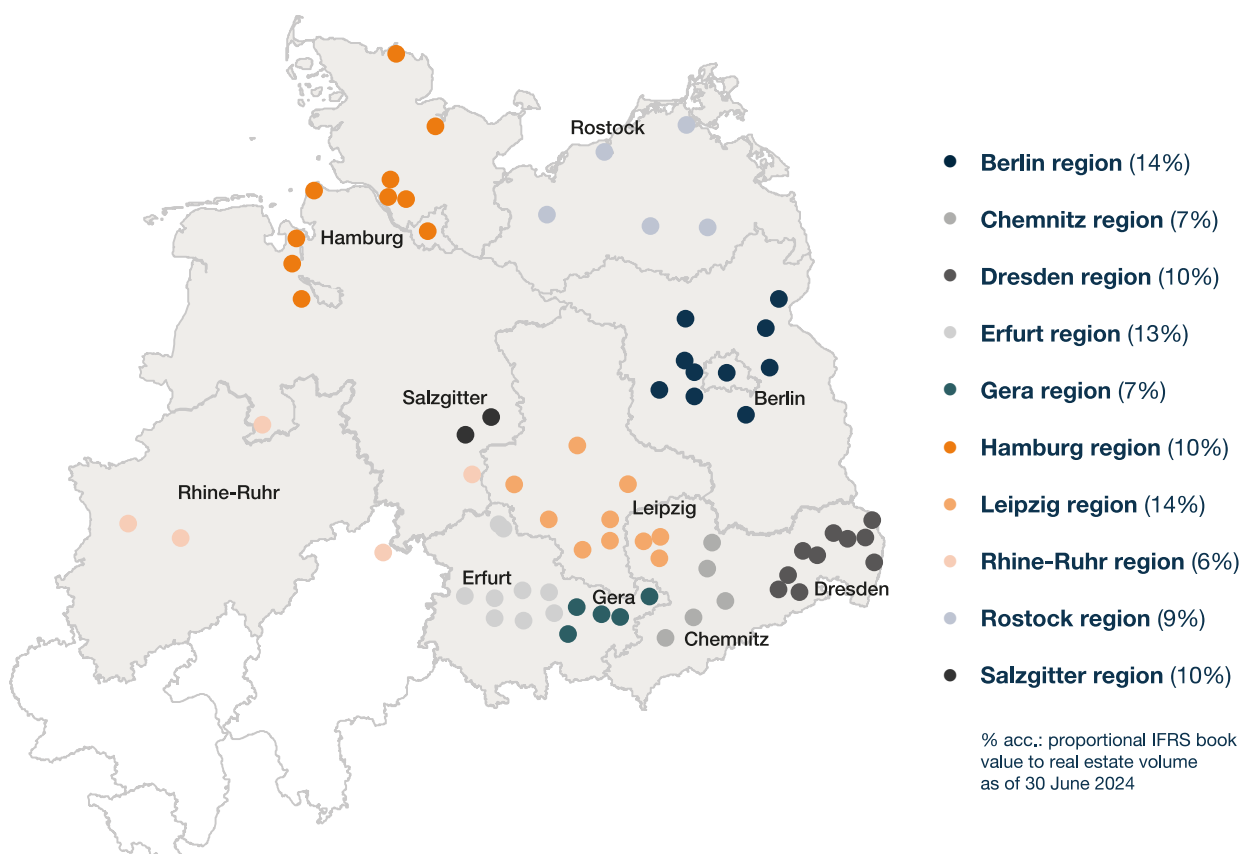 Rostock
Hamburg
Berlin
Salzgitter
Rhine-Ruhr
Leipzig
Erfurt
Gera
Dresden
Chemnitz
Berlin region (14%)
Chemnitz region (7%)
Dresden region (10%)
Erfurt region (13%)
Gera region (7%)
Hamburg region (10%)
Leipzig region (14%)
Rhine-Ruhr region (6%)
Rostock region (9%)
Salzgitter region (10%)
% acc.: proportional IFRS book
value to real estate volume
as of 30 June 2024